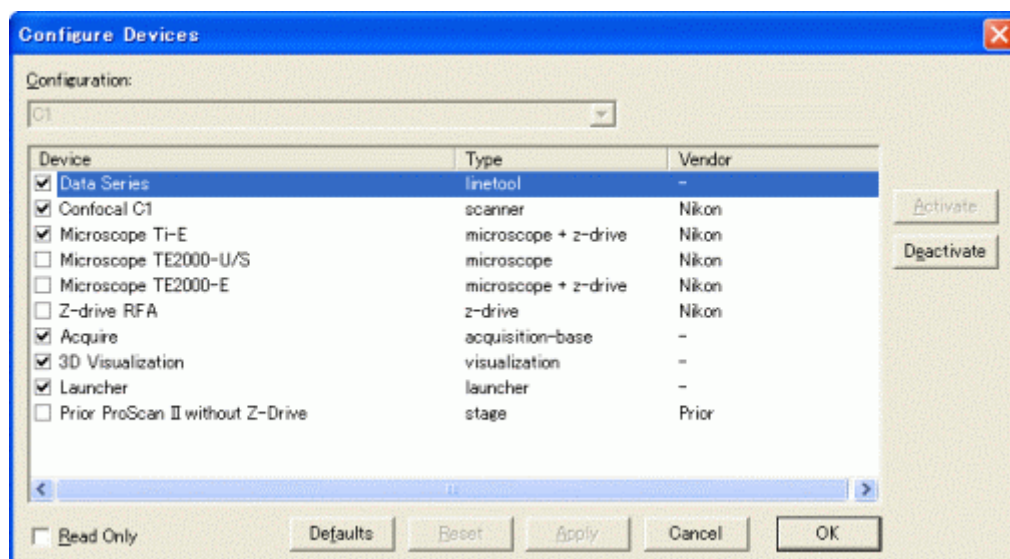 Configure Devices
Configuration:
C1
Device Type Vendor
Data Series linetool -
Confocal C1 scanner Nikon
Microscope Ti-E microscope + z-drive Nikon
Microscope TE2000-U/S microscope Nikon
Microscope TE2000-E microscope + z-drive Nikon
Z-drive RFA z-drive Nikon
Acquire acquisition-base -
3D Visualization visualization -
Launcher launcher -
Prior ProScan II without Z-Drive stage Prior
Activate
Deactivate
Read Only Defaults Reset Apply Cancel OK